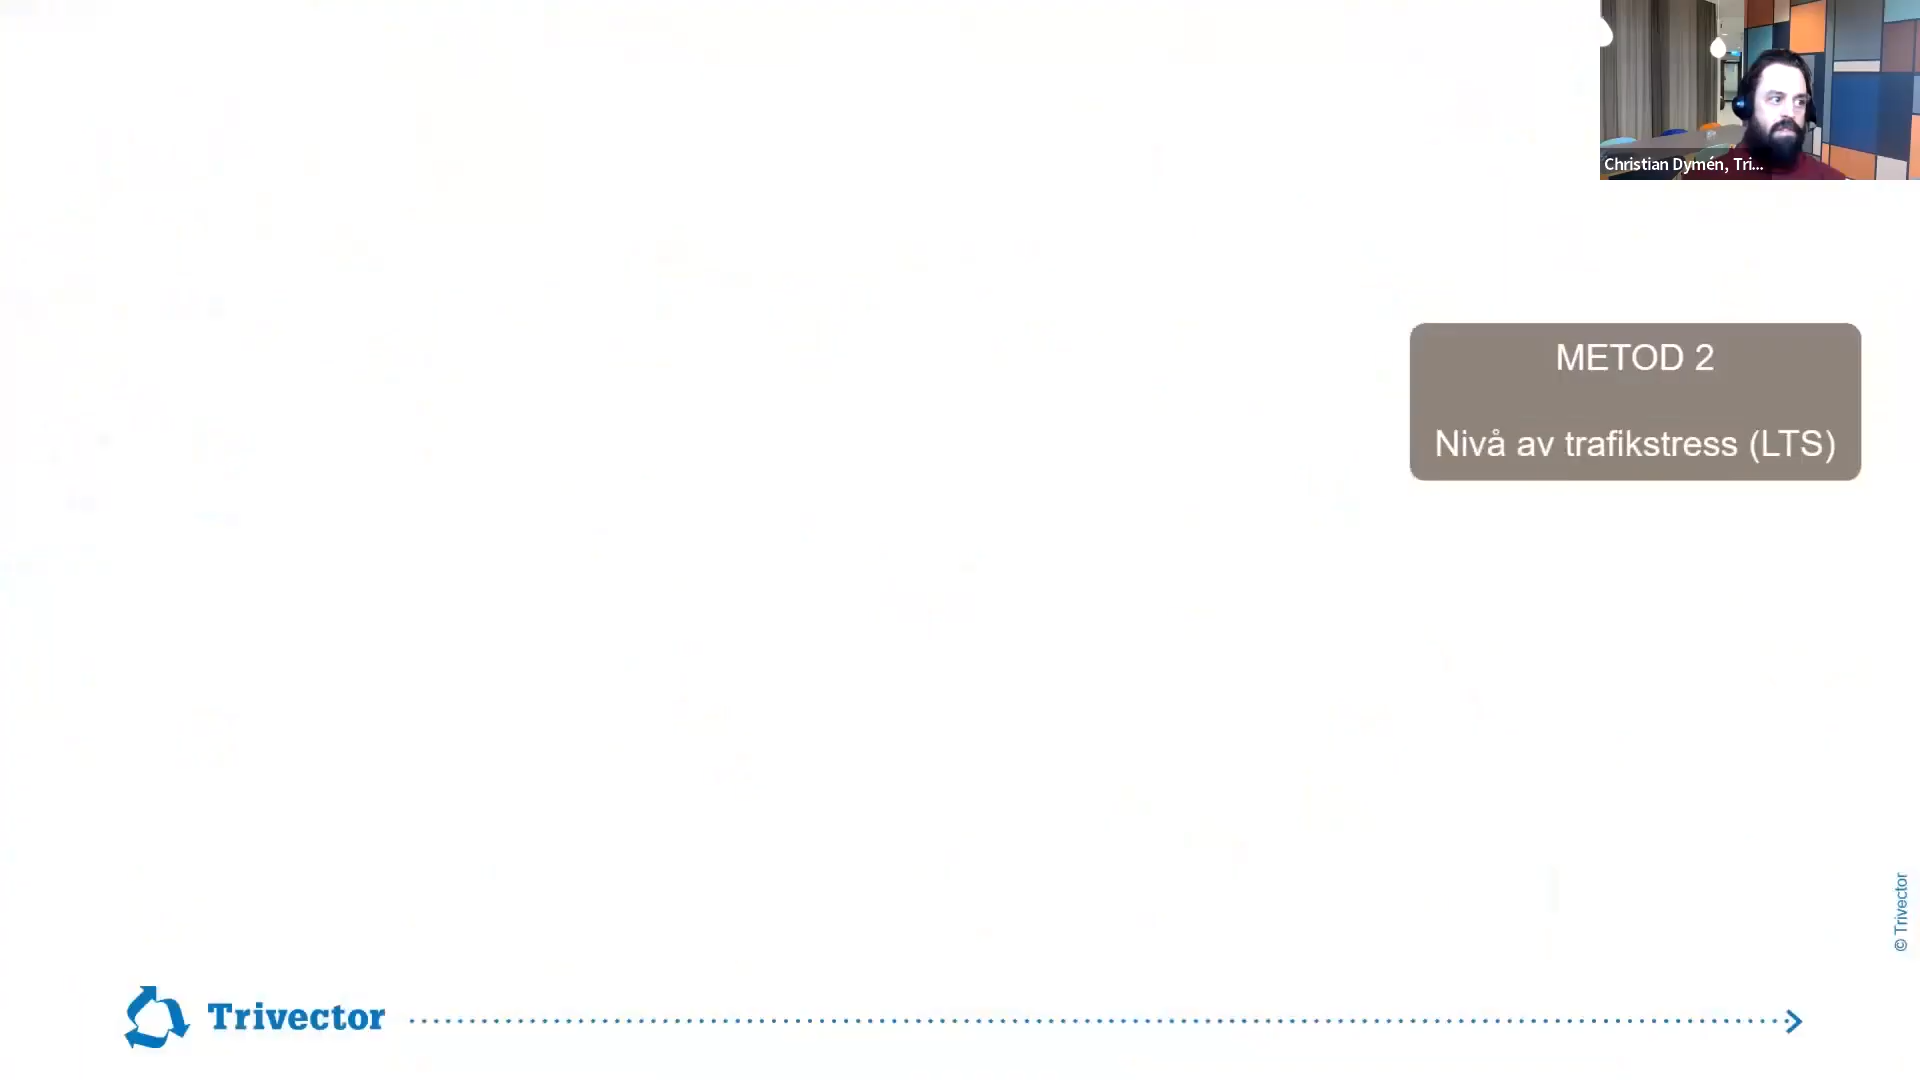 Christian Dymén, Tri...
METOD 2
Nivå av trafikstress (LTS)
© Trivector
Trivector